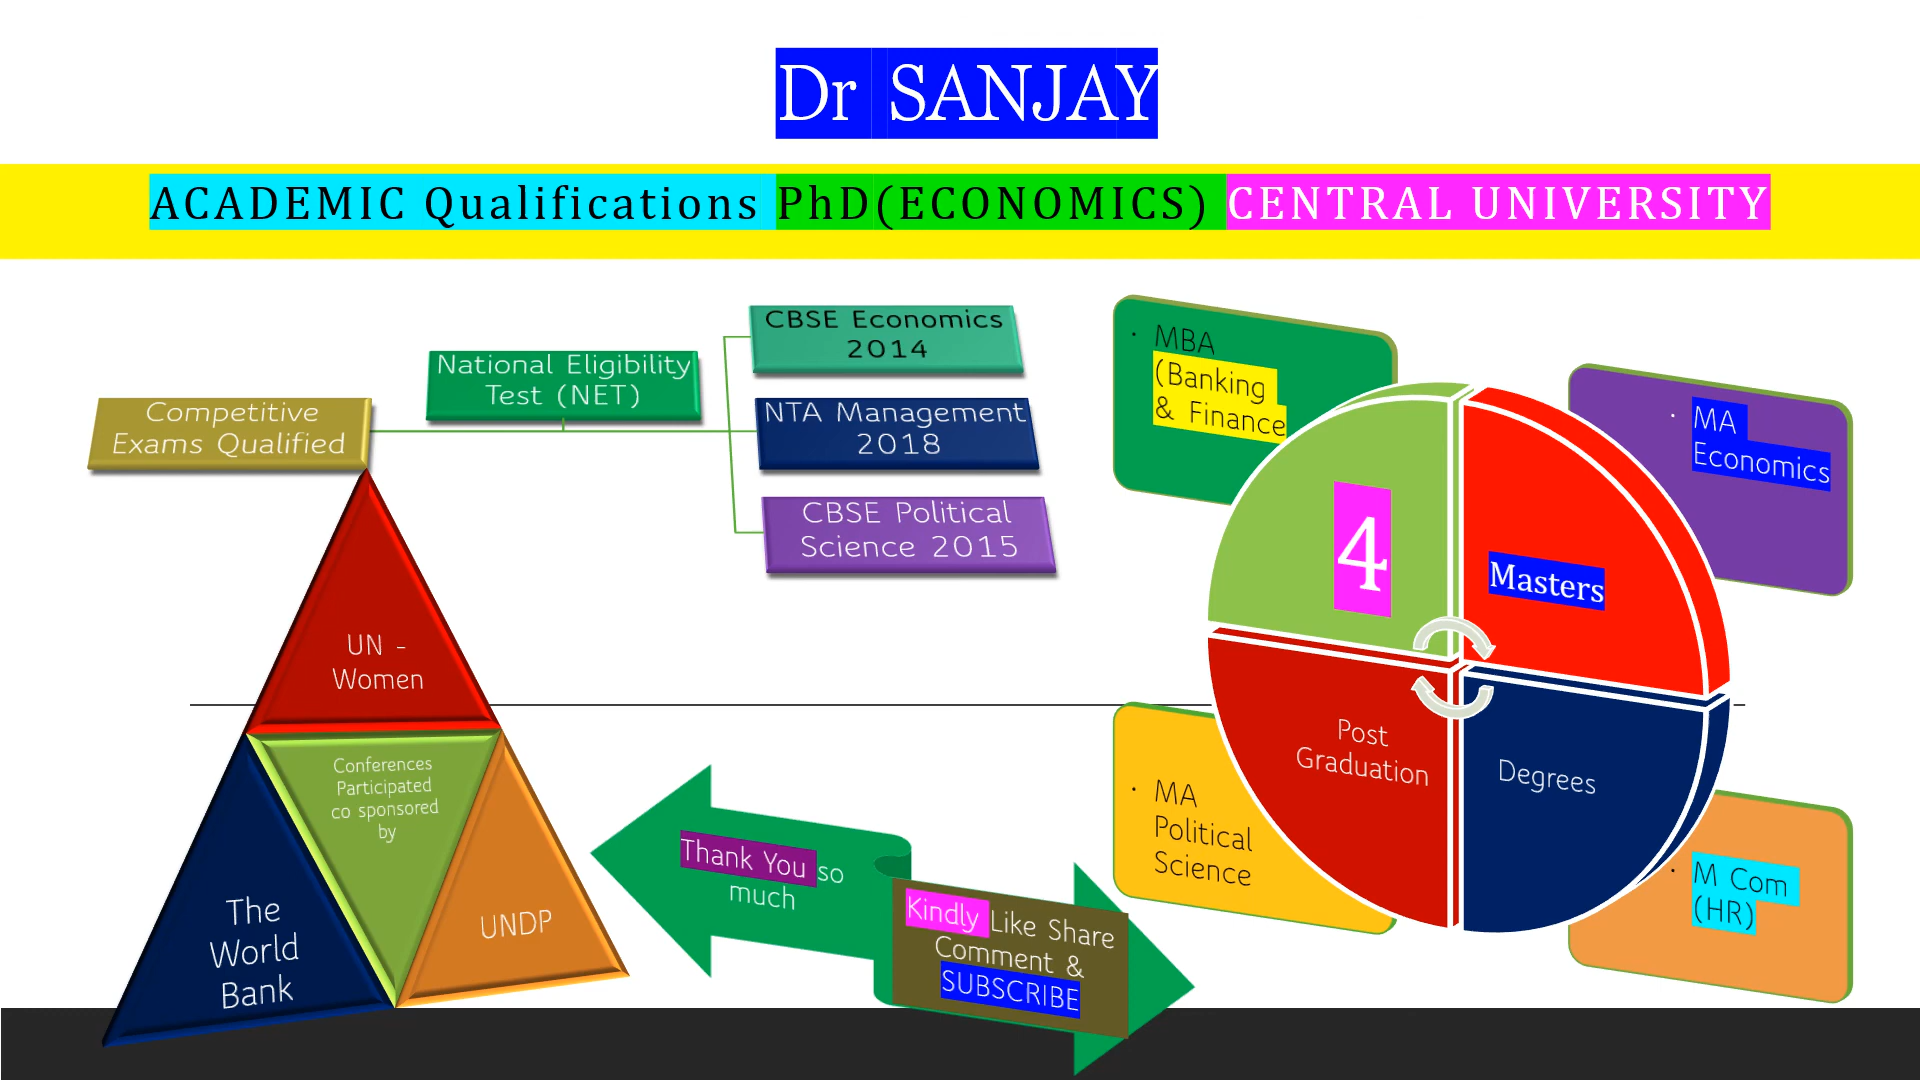 Dr SANJAY
ACADEMIC Qualifications PhD(ECONOMICS) CENTRAL UNIVERSITY
Competitive
Exams Qualified
National Eligibility
Test (NET)
CBSE Economics
2014
NTA Management
2018
CBSE Political
Science 2015
UN -
Women
Conferences
Participated
co sponsored
by
The
World
Bank
UNDP
Thank You so
much
Kindly Like Share
Comment &
SUBSCRIBE
• MBA
(Banking
& Finance
• MA
Economics
4
Masters
Post
Graduation
Degrees
• MA
Political
Science
• M Com
(HR)